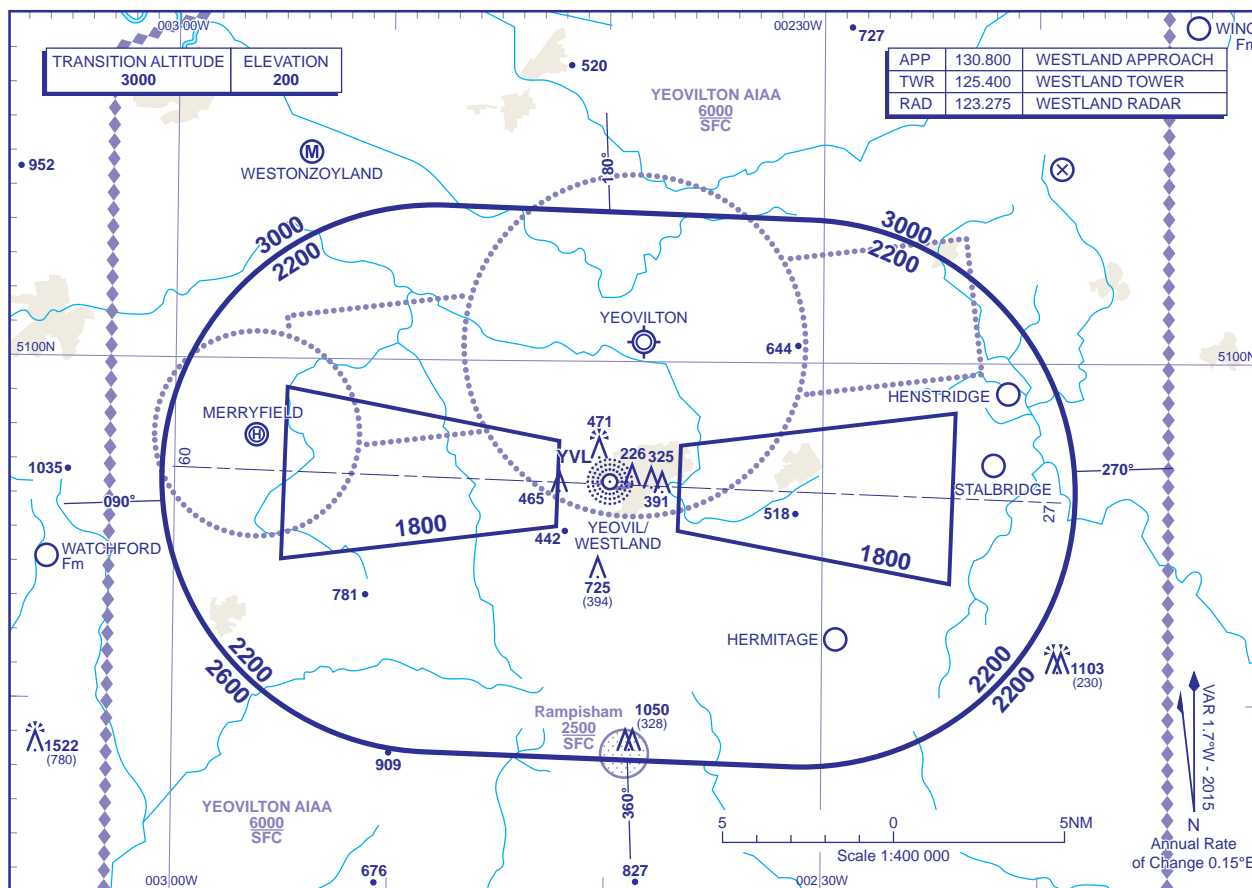 003 00W
00230W
727
WINC
Fm
TRANSITION ALTITUDE
3000
ELEVATION
200
520
APP 130.800 WESTLAND APPROACH
TWR 125.400 WESTLAND TOWER
RAD 123.275 WESTLAND RADAR
YEOVILTON AIAA
6000
SFC
M
WESTONZOYLAND
952
180°
3000
2200
3000
2200
YEOVILTON
644
5100N
5100N
MERRYFIELD
H
HENSTRIDGE
471
YVL
226
325
60
1035
465
391
STALBRIDGE
270°
090°
518
27
1800
442
YEOVIL/
WESTLAND
WATCHFORD
Fm
1800
725
(394)
781
HERMITAGE
2200
2600
2200
2200
1103
(230)
Rampisham
2500
SFC
1050
(328)
1522
(780)
909
VAR 1.7°W - 2015
YEOVILTON AIAA
6000
SFC
360°
5
0
5NM
Scale 1:400 000
N
Annual Rate
of Change 0.15°E
676
827
003 00W
002 30W